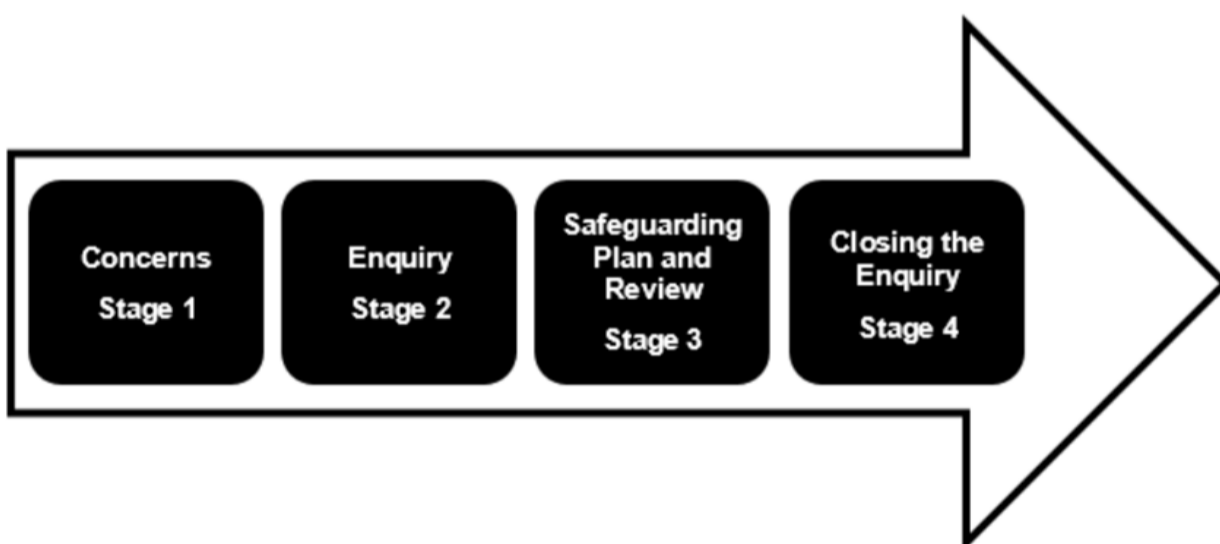 Concerns
Stage 1
Enquiry
Stage 2
Safeguarding
Plan and
Review
Stage 3
Closing the
Enquiry
Stage 4